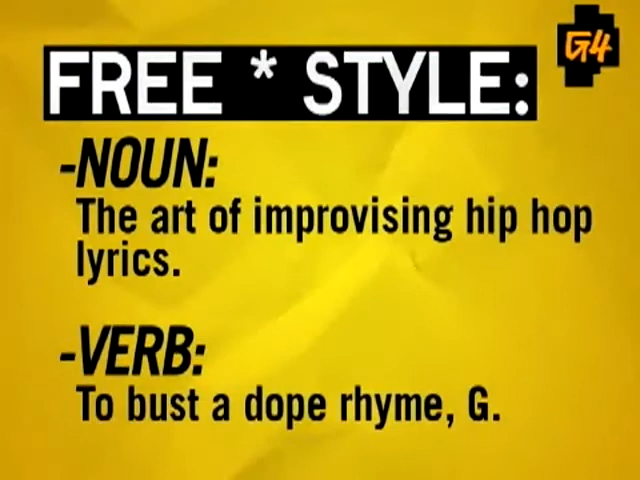 G4
FREE * STYLE:
-NOUN:
The art of improvising hip hop
lyrics.
-VERB:
To bust a dope rhyme, G.